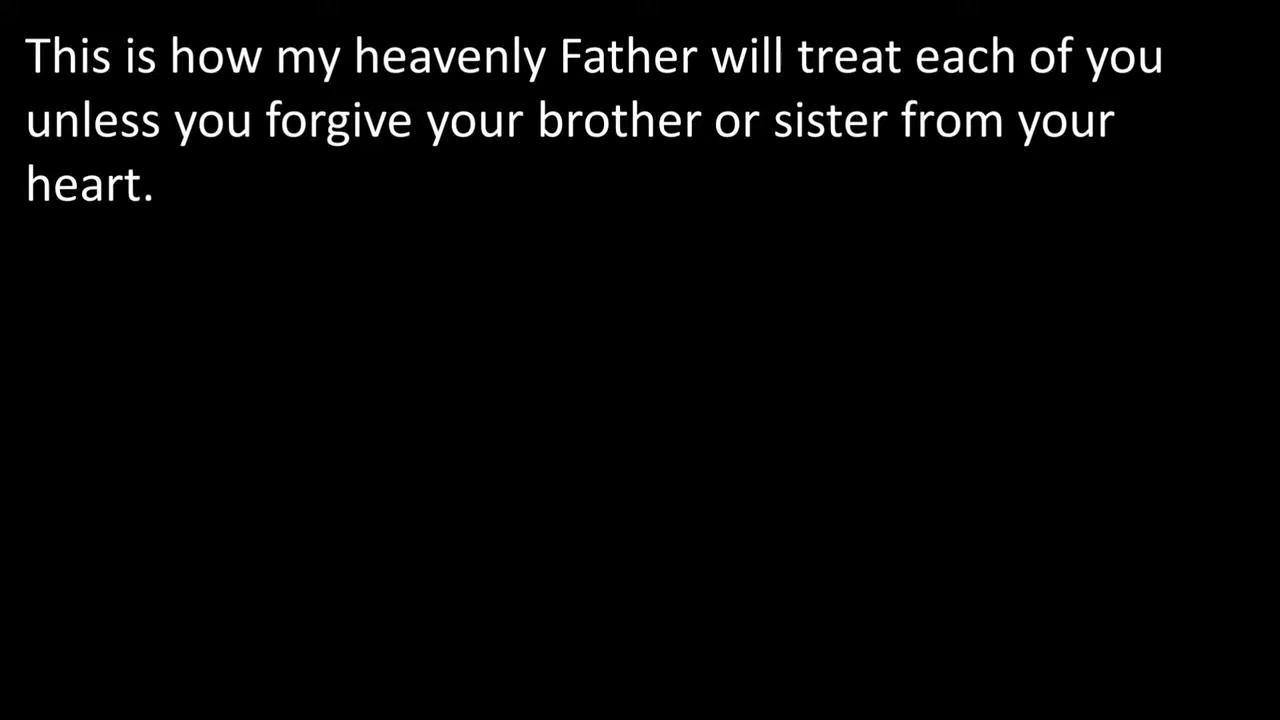 This is how my heavenly Father will treat each of you
unless you forgive your brother or sister from your
heart.